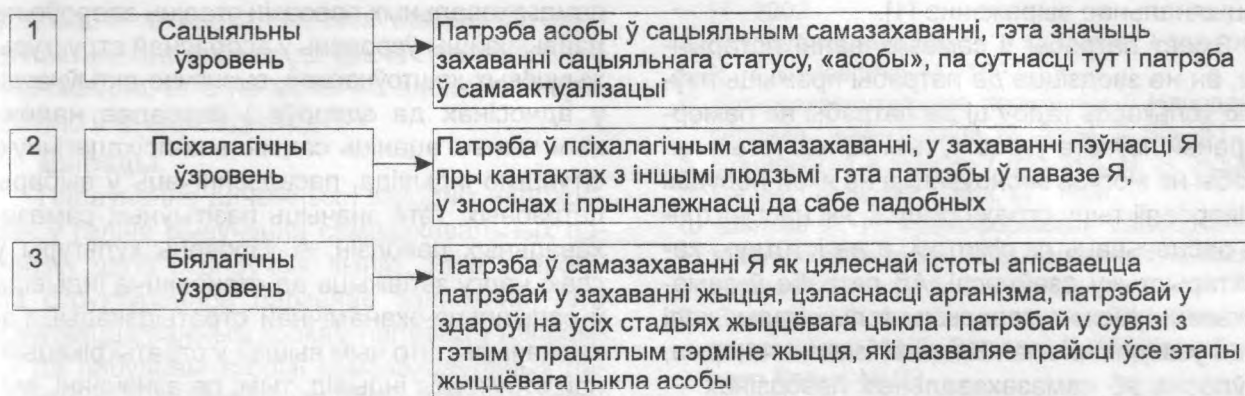 1
Сацыяльны
ўзровень
Патрэба асобы ў сацыяльным самазахаванні, гэта значыць
захаванні сацыяльнага статусу, «асобы», па сутнасці тут і патрэба
ў самаактуалізацыі
2
Псіхалагічны
ўзровень
Патрэба ў псіхалагічным самазахаванні, у захаванні пэўнасці Я
пры кантактах з іншымі людзьмі гэта патрэбы ў павазе Я,
у зносінах і прыналежнасці да сабе падобных
3
Біялагічны
ўзровень
Патрэба ў самазахаванні Я як цялеснай істоты апісваецца
патрэбай у захаванні жыцця, цэласнасці арганізма, патрэбай у
здароўі на ўсіх стадыях жыццёвага цыкла і патрэбай у сувязі з
гэтым у працяглым тэрміне жыцця, які дазваляе прайсці ўсе этапы
жыццёвага цыкла асобы